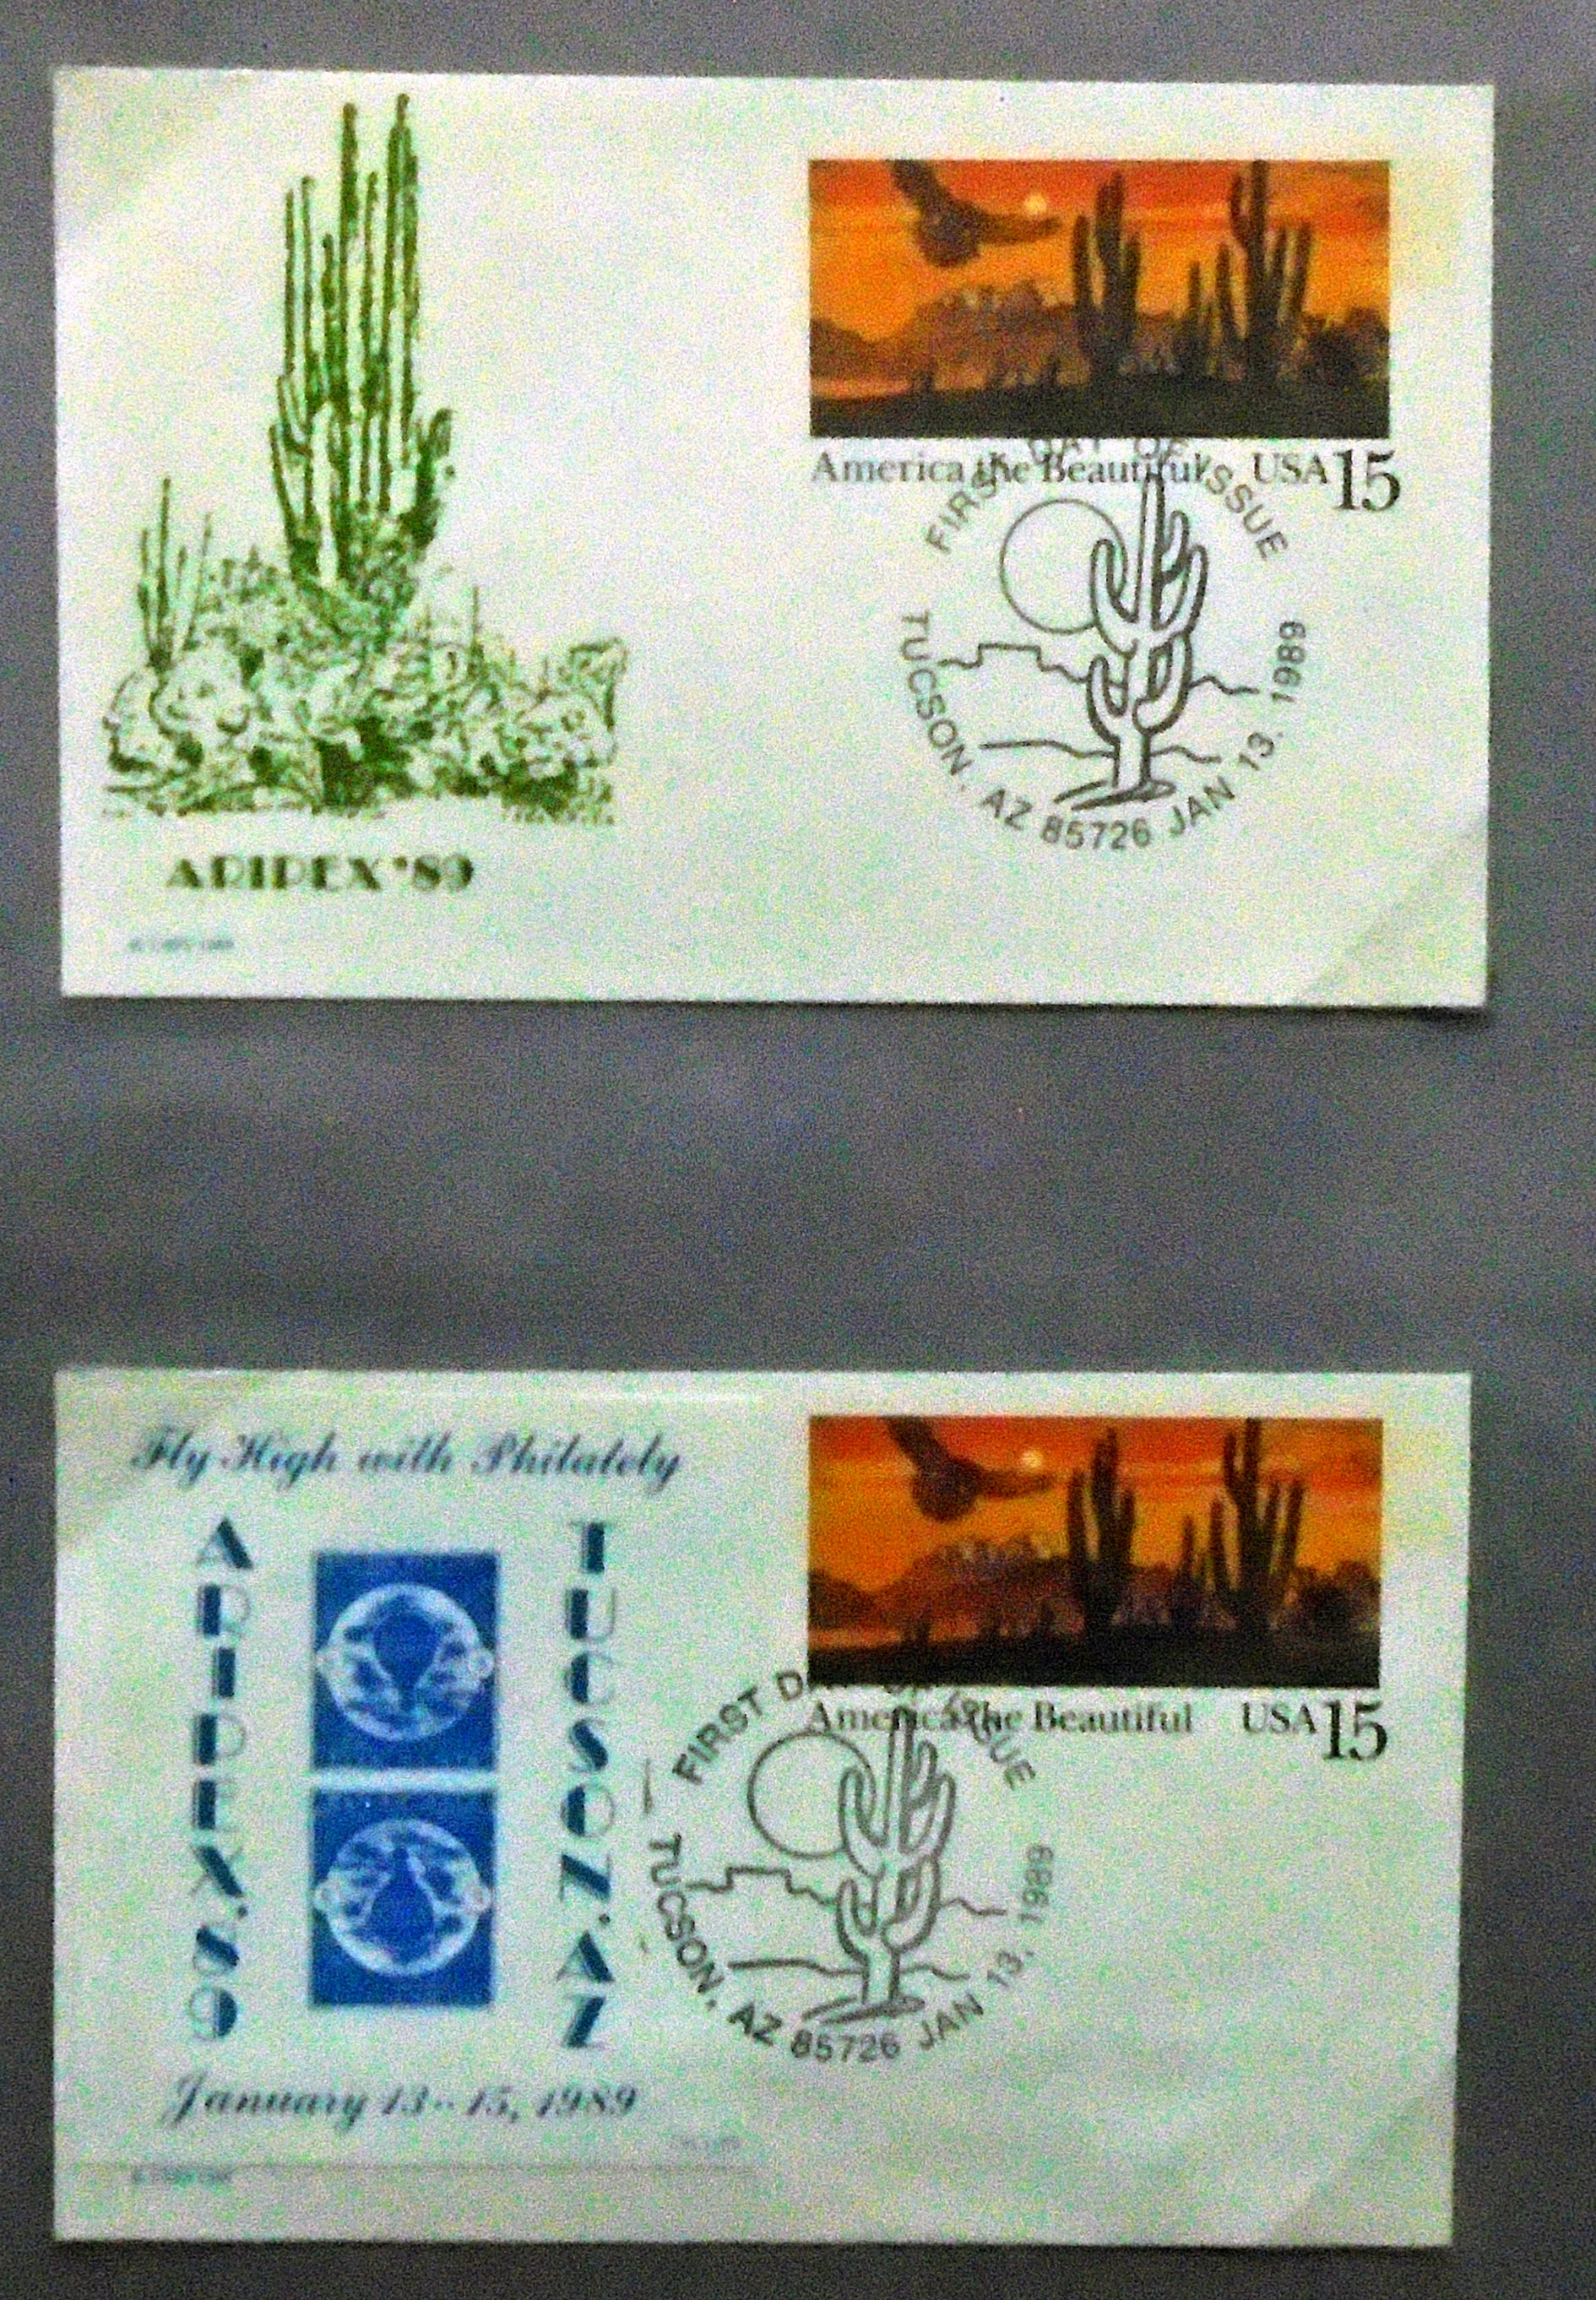 America the Beautiful USA 15
FIRST DAY OF ISSUE
TUCSON, AZ 85726 JAN 13, 1989
ARIPEX '89
Fly High with Philately
ARIPEX '89
TUCSON, AZ
January 13-15, 1989
America the Beautiful USA 15
FIRST DAY OF ISSUE
TUCSON, AZ 85726 JAN 13, 1989